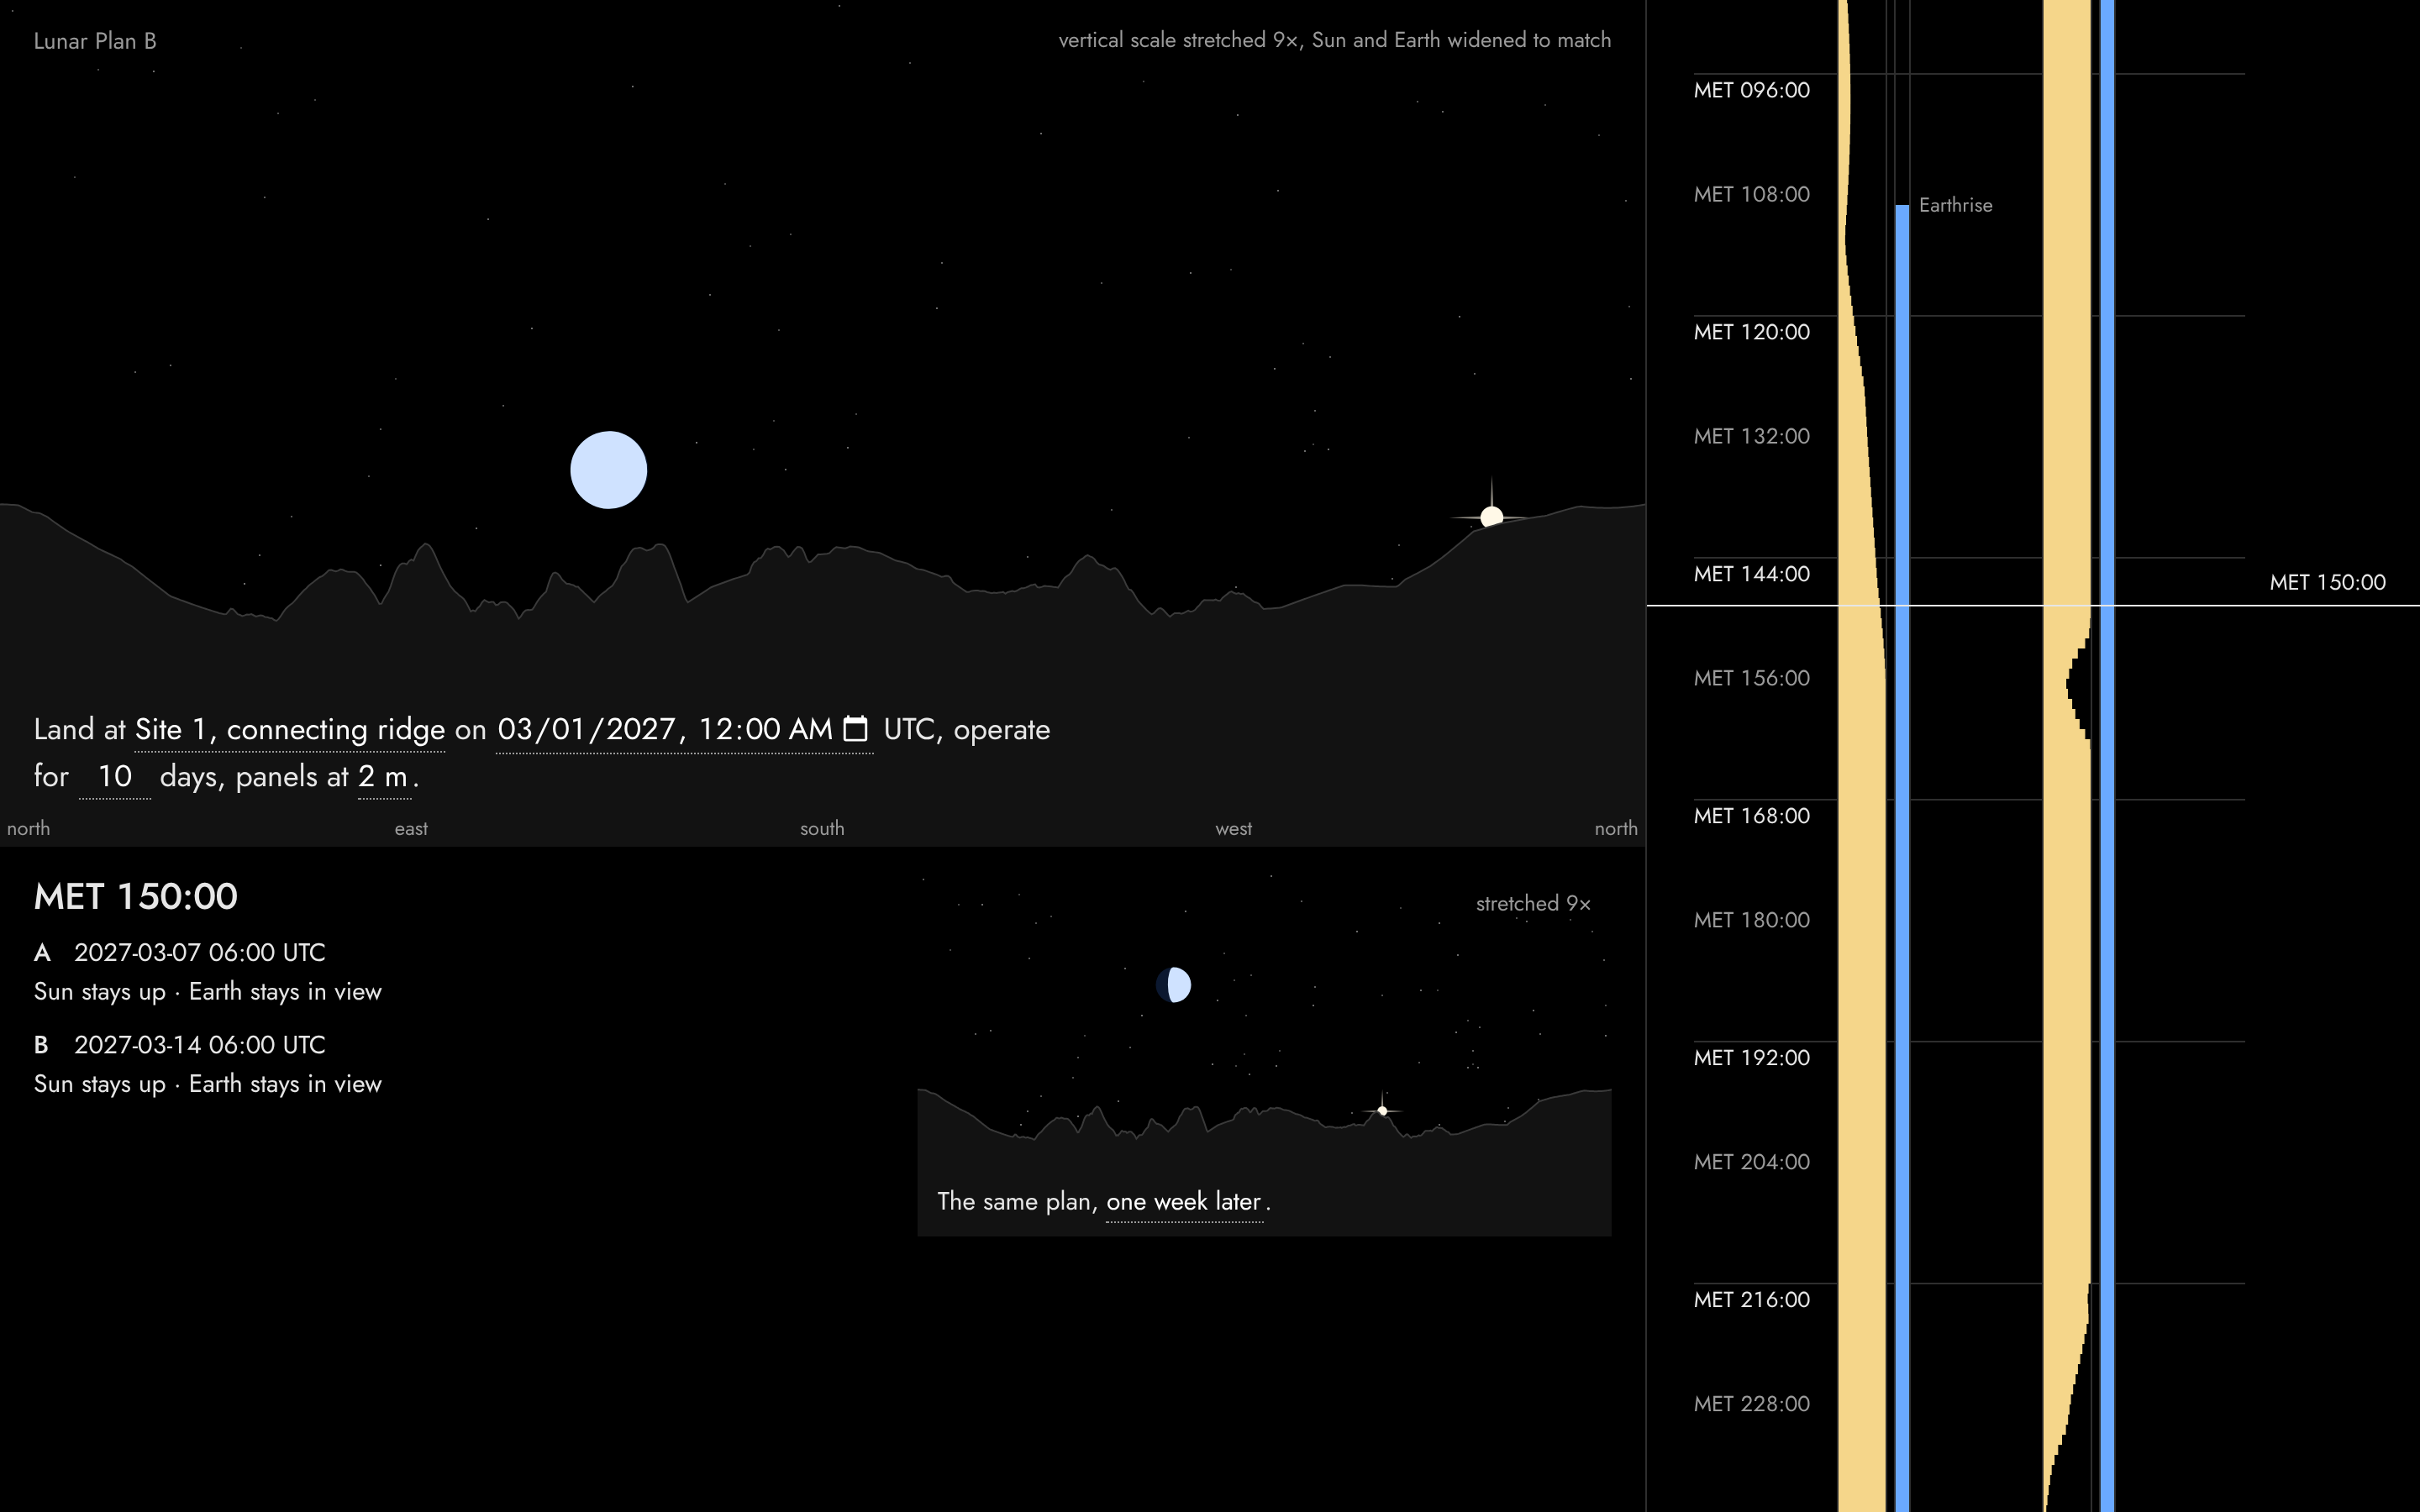 Lunar Plan B
vertical scale stretched 9×, Sun and Earth widened to match
Land at Site 1, connecting ridge on 03/01/2027, 12:00 AM UTC, operate
for 10 days, panels at 2 m.
north east south west north
MET 150:00
A 2027-03-07 06:00 UTC
Sun stays up · Earth stays in view
B 2027-03-14 06:00 UTC
Sun stays up · Earth stays in view
stretched 9×
The same plan, one week later.
MET 096:00
MET 108:00
Earthrise
MET 120:00
MET 132:00
MET 144:00
MET 150:00
MET 156:00
MET 168:00
MET 180:00
MET 192:00
MET 204:00
MET 216:00
MET 228:00